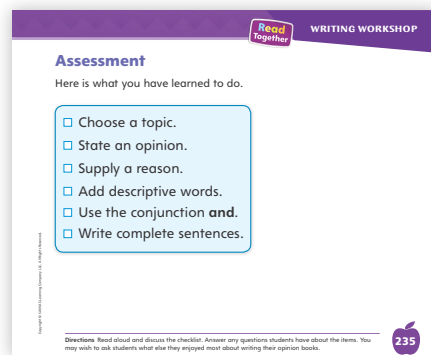 Read
Together
WRITING WORKSHOP
Assessment
Here is what you have learned to do.
☐ Choose a topic.
☐ State an opinion.
☐ Supply a reason.
☐ Add descriptive words.
☐ Use the conjunction and.
☐ Write complete sentences.
Directions Read aloud and discuss the checklist. Answer any questions students have about the items. You
may wish to ask students what else they enjoyed most about writing their opinion books.
235